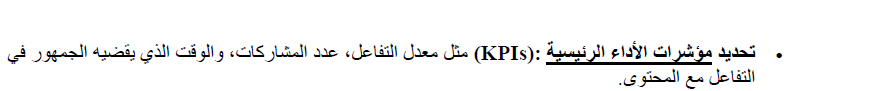 • تحديد مؤشرات الأداء الرئيسية (KPIs): مثل معدل التفاعل، عدد المشاركات، والوقت الذي يقضيه الجمهور في
التفاعل مع المحتوى.